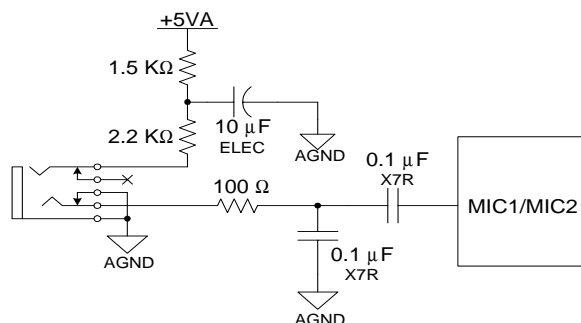 +5VA
1.5 KΩ
2.2 KΩ
10 μF
ELEC
AGND
0.1 μF
X7R
100 Ω
MIC1/MIC2
0.1 μF
X7R
AGND
AGND